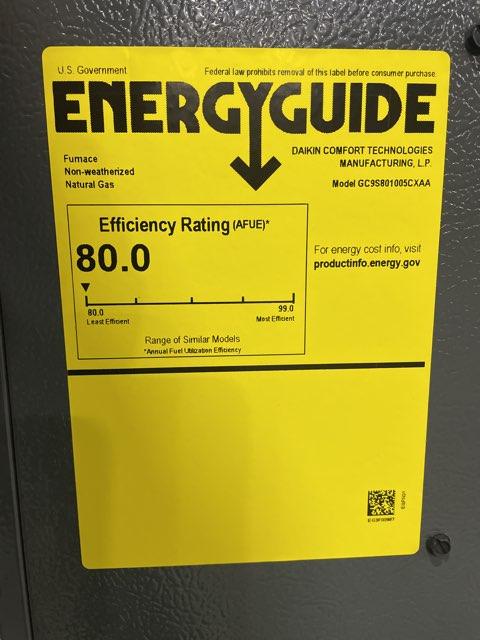 U.S. Government
Federal law prohibits removal of this label before consumer purchase.
ENERGYGUIDE
Furnace
Non-weatherized
Natural Gas
DAIKIN COMFORT TECHNOLOGIES
MANUFACTURING, L.P.
Model GC9S801005CXAA
Efficiency Rating (AFUE)*
80.0
80.0
Least Efficient
99.0
Most Efficient
Range of Similar Models
*Annual Fuel Utilization Efficiency
For energy cost info, visit
productinfo.energy.gov